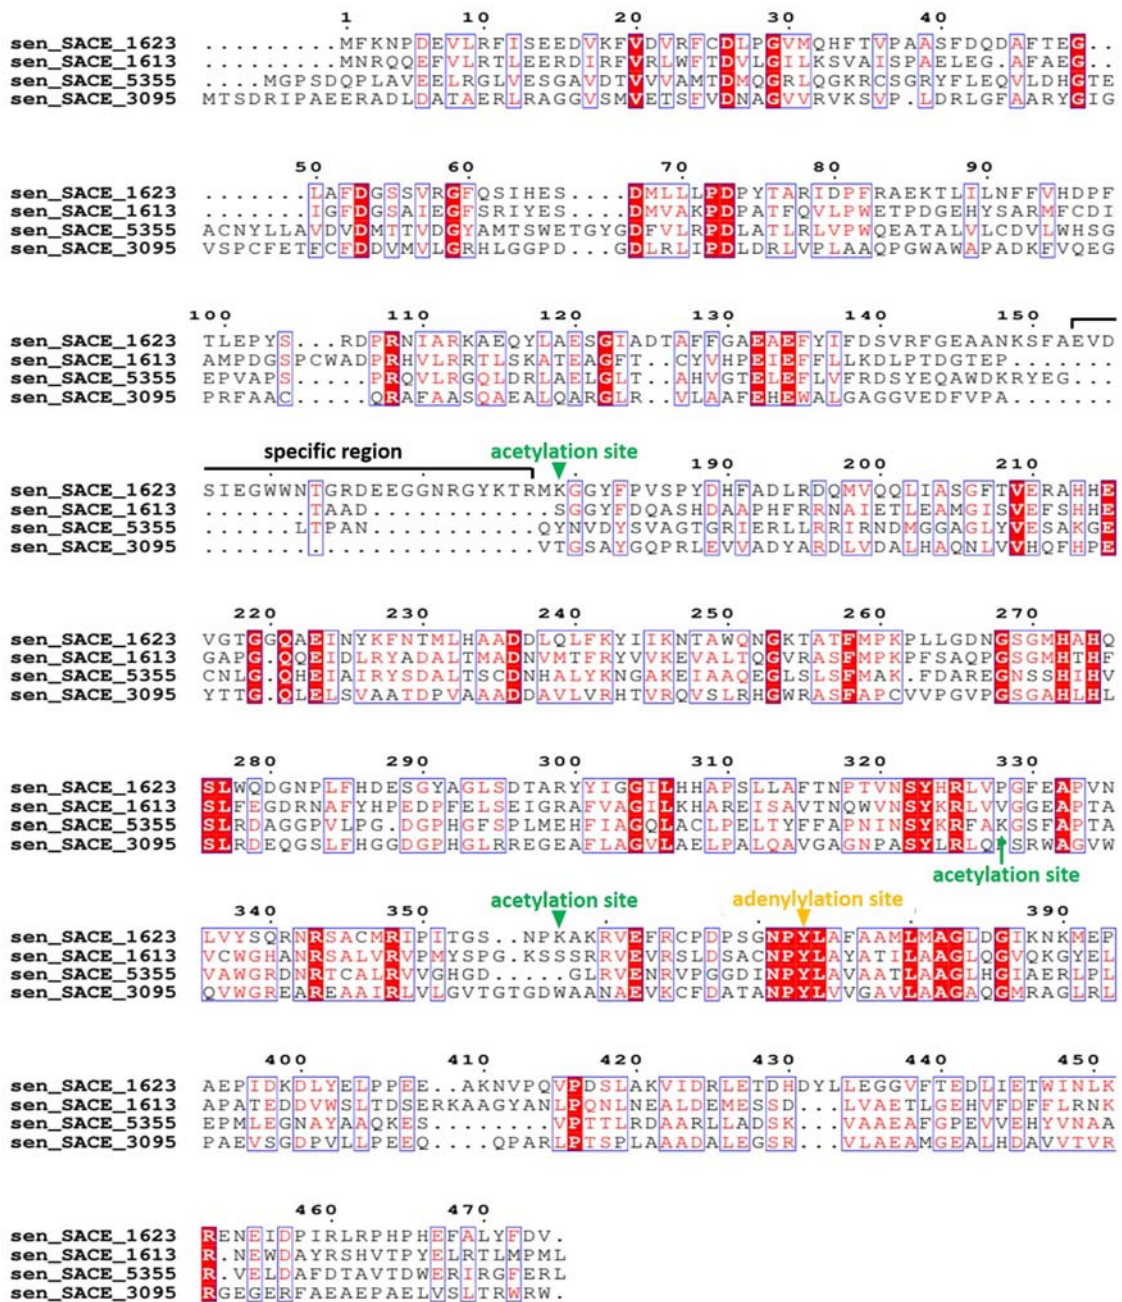 1 10 20 30 40
sen_SACE_1623 .........MFKNPDEVLRFISEEDVKFVDVRFCDLPGVMQHFTVPAASFDQDAFTEG..
sen_SACE_1613 .........MNRQQEFVLRTLEERDIRFVRLWFTDVLGILKSVAISPAELEG.AFAEG..
sen_SACE_5355 ....MGPSDQPLAVEELRGLVESGAVDTVVVAMTDMQGRLQGKRCSGRYFLEQVLDHGTE
sen_SACE_3095 MTSDRIPAEERADLDATAERLRAGGVSMVETSFVDNAGVVRVKSVP.LDRLGFAARYGIG
50 60 70 80 90
sen_SACE_1623 .......LAFDGSSVRGFQSIHES....DMLLLPDPYTARIDPFRAEKTLILNFFVHDPF
sen_SACE_1613 .......IGFDGSAIEGFSRIYES....DMVAKPDPATFQVLPWETPDGEHYSARMFCDI
sen_SACE_5355 ACNYLLAVDVDMTTVDGYAMTSWETGYGDFVLRPDLATLRLVPWQEATALVLCDVLWHSG
sen_SACE_3095 VSPCFETFCFDDVMVLGRHLGGPD....GDLRLIPDLDRLVPLAAQPGWAWAPADKFVQEG
100 110 120 130 140 150
sen_SACE_1623 TLEPYS...RDPRNIARKAEQYLAESGIADTAFFGAEAEFYIFDSVRFGEAANKSFAEVD
sen_SACE_1613 AMPDGSPCWADPRHVLRRTLSKATEAGFT..CYVHPEIEFFLLKDLPTDGTEP.......
sen_SACE_5355 EPVAPS.....PRQVLRGQLDRLAELGLT..AHVGTELEFLVFRDSYEQAWDKRYEG....
sen_SACE_3095 PRFAAC.....QRAFAASQAEALQARGLR..VLAAFEHEWALGAGGVEDFVPA.......
specific region acetylation site
190 200 210
sen_SACE_1623 SIEGWWNTGRDEEGGNRGYKTRMKGGYFPVSPYDHFADLRDQMVQQLIASGFTVERAHHE
sen_SACE_1613 .......TAAD...........SGGYFDQASHDAAPHFRRNAIETLEAMGISVEFSHHE
sen_SACE_5355 ......LTPAN...........QYNVDYSVAGTGRIERLLRRIRNDMGGAGLYVESAKGE
sen_SACE_3095 ......................VTGSAYGQPRLEVVADYARDLVDALHAQNLVVHQFHPE
220 230 240 250 260 270
sen_SACE_1623 VGTGGQAEINYKFNTMLHAADDLQLFKYIIKNTAWQNGKTATFMPKPLLGDNGSGMHAHQ
sen_SACE_1613 GAPG.QQEIDLRYADALTMADNVMTFRYVVKEVALTQGVRASFMPKPFSAQPGSGMHTHF
sen_SACE_5355 CNLG.QHEIAIRYSDALTSCDNHALYKNGAKEIAAQEGLSLSFMAK.FDAREGNSSHIHV
sen_SACE_3095 YTTG.QLELSVAATDPVAAADDAVLVRHTVRQVSLRHGWRASFAPCVVPGVPGSGAHLHL
280 290 300 310 320 330
sen_SACE_1623 SLWQDGNPLFHDESGYAGLSDTARYYIGGILHHAPSLLAFTNPTVNSYHRLVPGFEAPVN
sen_SACE_1613 SLFEGDRNAFYHPEDPFELSEIGRAFVAGILKHAREISAVTNQWVNSYKRLVVGGEAPTA
sen_SACE_5355 SLRDAGGPVLPG.DGPHGFSPLMEHFIAGQLACLPELTYFFAPNINSYKRFAKGSFAPTA
sen_SACE_3095 SLRDEQGSLFHGGDGPHGLRREGEAFLAGVLAELPALQAVGAGNPASYLRLQPSRWAGVW
acetylation site
acetylation site adenylylation site
340 350 390
sen_SACE_1623 LVYSQRNRSACMRIPITGS..NPKAKRVEFRCPDPSGNPYLAFAAMLMAGLDGIKNKMEP
sen_SACE_1613 VCWGHANRSALVRVPMYSPG.KSSSRRVEVRSLDSACNPYLAYATILAAGLQGVQKGYEL
sen_SACE_5355 VAWGRDNRTCALRVVGHGD....GLRVENRVPGGDINPYLAVAATLAAGLHGIAERLPL
sen_SACE_3095 QVWGREAREAAIRLVLGVTGTGDWAANAEVKCFDATANPYLVVGAVLAAGAQGMRAGLRL
400 410 420 430 440 450
sen_SACE_1623 AEPIDKDLYELPPEE..AKNVPQVPDSLAKVIDRLETDHDYLLEGGVFTEDLIETWINLK
sen_SACE_1613 APATEDDVWSLTDSERKAAGYANLPQNLNEALDEMESSD...LVAETLGEHVFDFFLRNK
sen_SACE_5355 EPMLEGNAYAAQKES.......VPTTLRDAARLLADSE...VAAEAFGPEVVEHYVNAA
sen_SACE_3095 PAEVSGDPVLLPEEQ.....QPARLPTSPLAAADALEGSR...VLAEAMGEALHDAVVTVR
460 470
sen_SACE_1623 RENEIDPIRLRPHPHEFALYFDV.
sen_SACE_1613 R.NEWDAYRSHVTPYELRTLMPML
sen_SACE_5355 R.VELDAFDTAVTDWERIRGFERL
sen_SACE_3095 RGEGERFAEAEPAELVSLTRWRW.